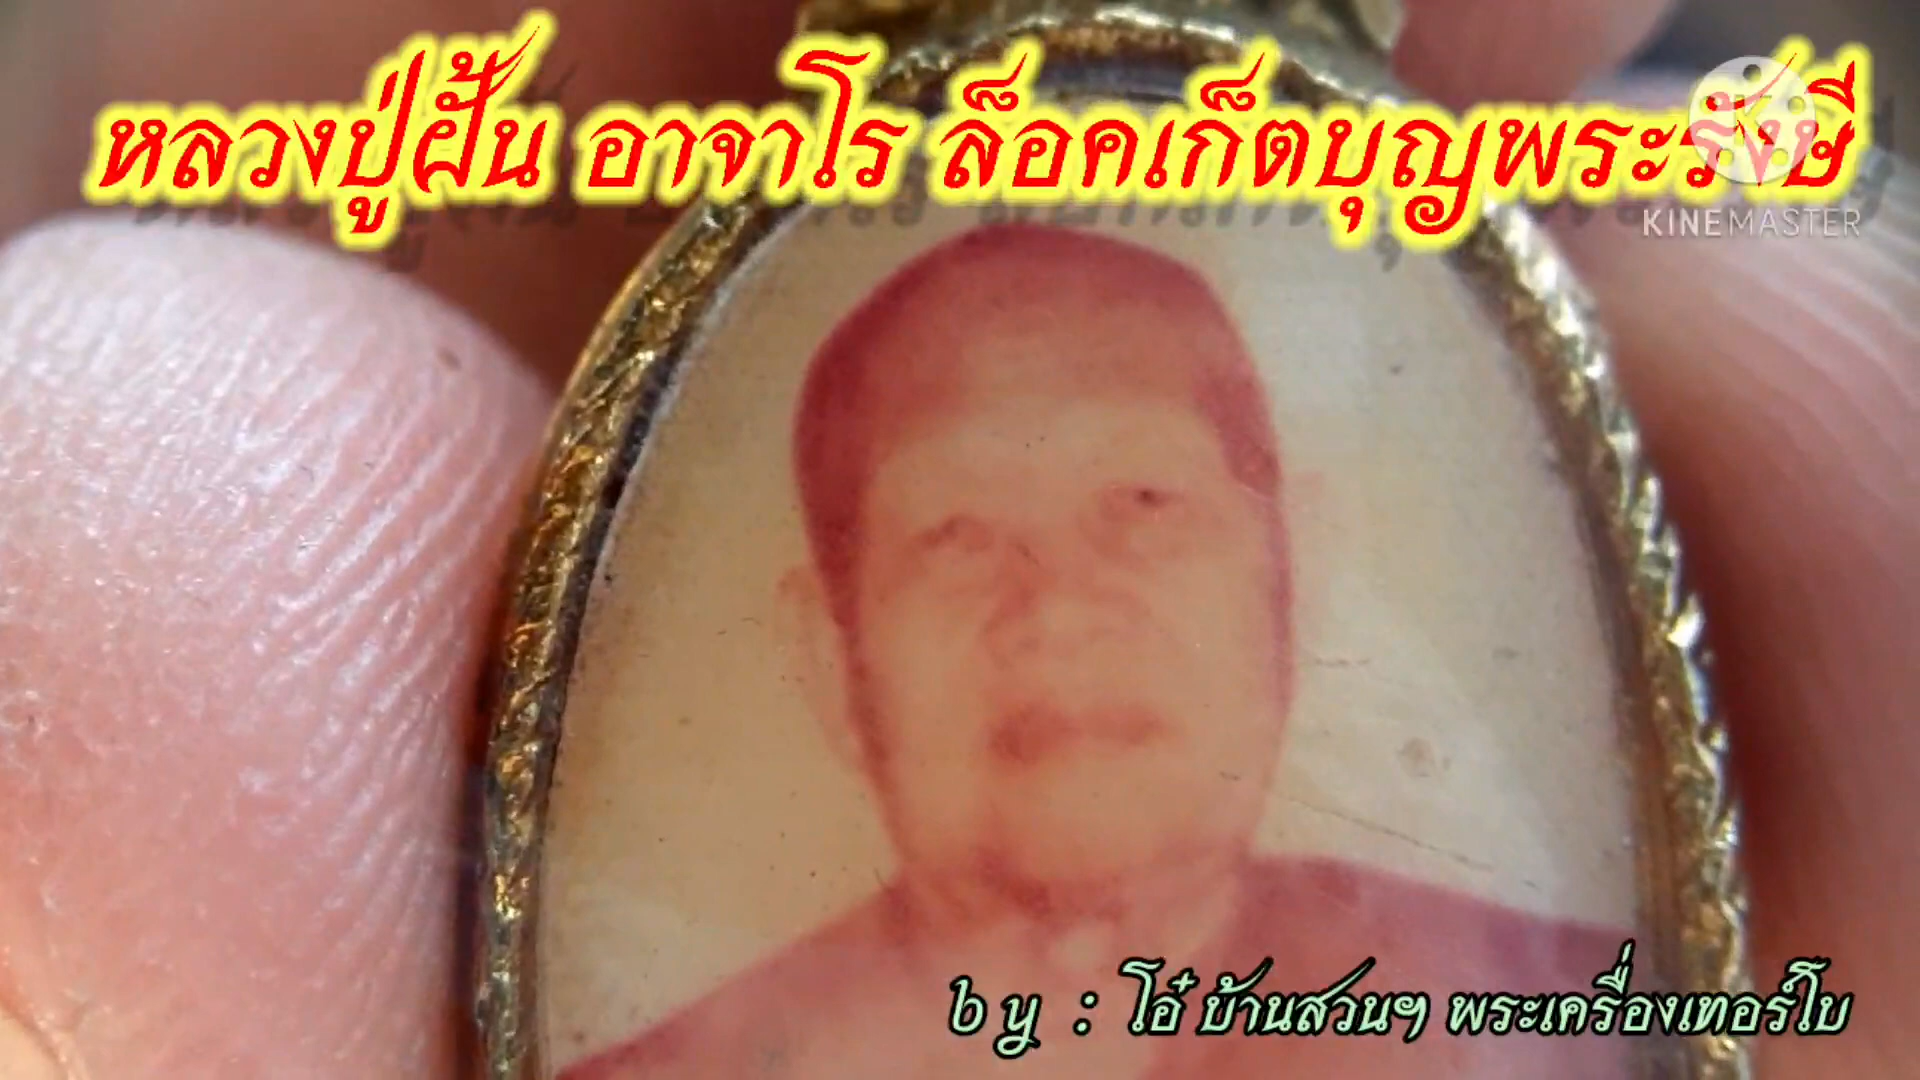 หลวงปู่ฝั้น อาจาโร ล็อคเก็ตบุญพระรังษี
KINEMASTER
by : โอ๋ บ้านสวนฯ พระเครื่องเทอร์โบ